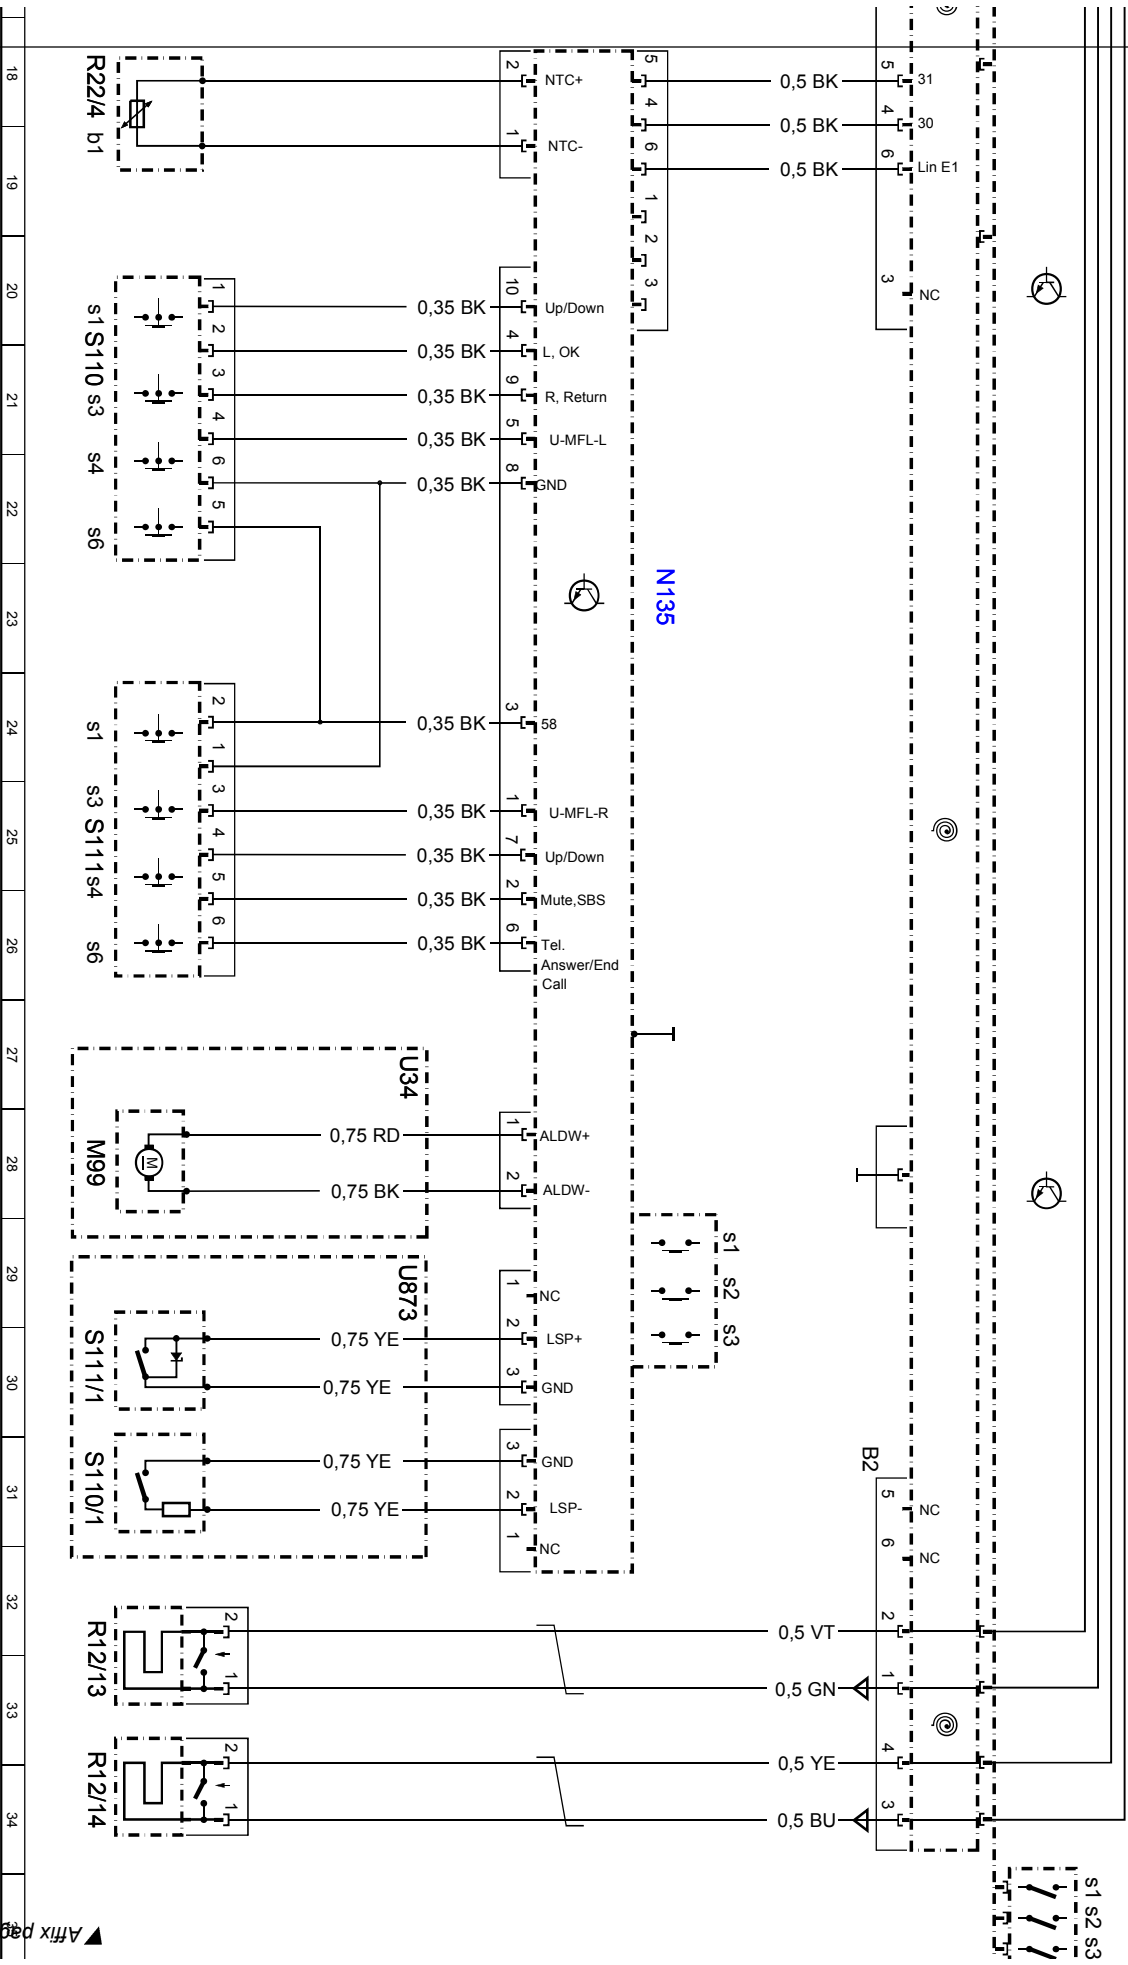 18
19
20
21
22
23
24
25
26
27
28
29
30
31
32
33
34
R22/4 b1
2
1
NTC+
NTC-
5
4
6
1
2
3
0,5 BK
0,5 BK
0,5 BK
5
4
6
3
31
30
Lin E1
NC
s1 S110 s3
s4
s6
1
2
3
4
6
5
0,35 BK
0,35 BK
0,35 BK
0,35 BK
0,35 BK
10
4
9
5
8
Up/Down
L, OK
R, Return
U-MFL-L
GND
N135
s1
s3 S111 s4
s6
2
1
3
4
5
6
0,35 BK
0,35 BK
0,35 BK
0,35 BK
0,35 BK
3
1
7
2
6
58
U-MFL-R
Up/Down
Mute,SBS
Tel.
Answer/End
Call
U34
M99
M
0,75 RD
0,75 BK
1
2
ALDW+
ALDW-
s1
s2
s3
U873
S111/1
S110/1
0,75 YE
0,75 YE
0,75 YE
0,75 YE
1
2
3
NC
LSP+
GND
3
2
1
GND
LSP-
NC
B2
5
6
2
1
4
3
NC
NC
R12/13
2
1
0,5 VT
0,5 GN
R12/14
2
1
0,5 YE
0,5 BU
s1 s2 s3
Affix